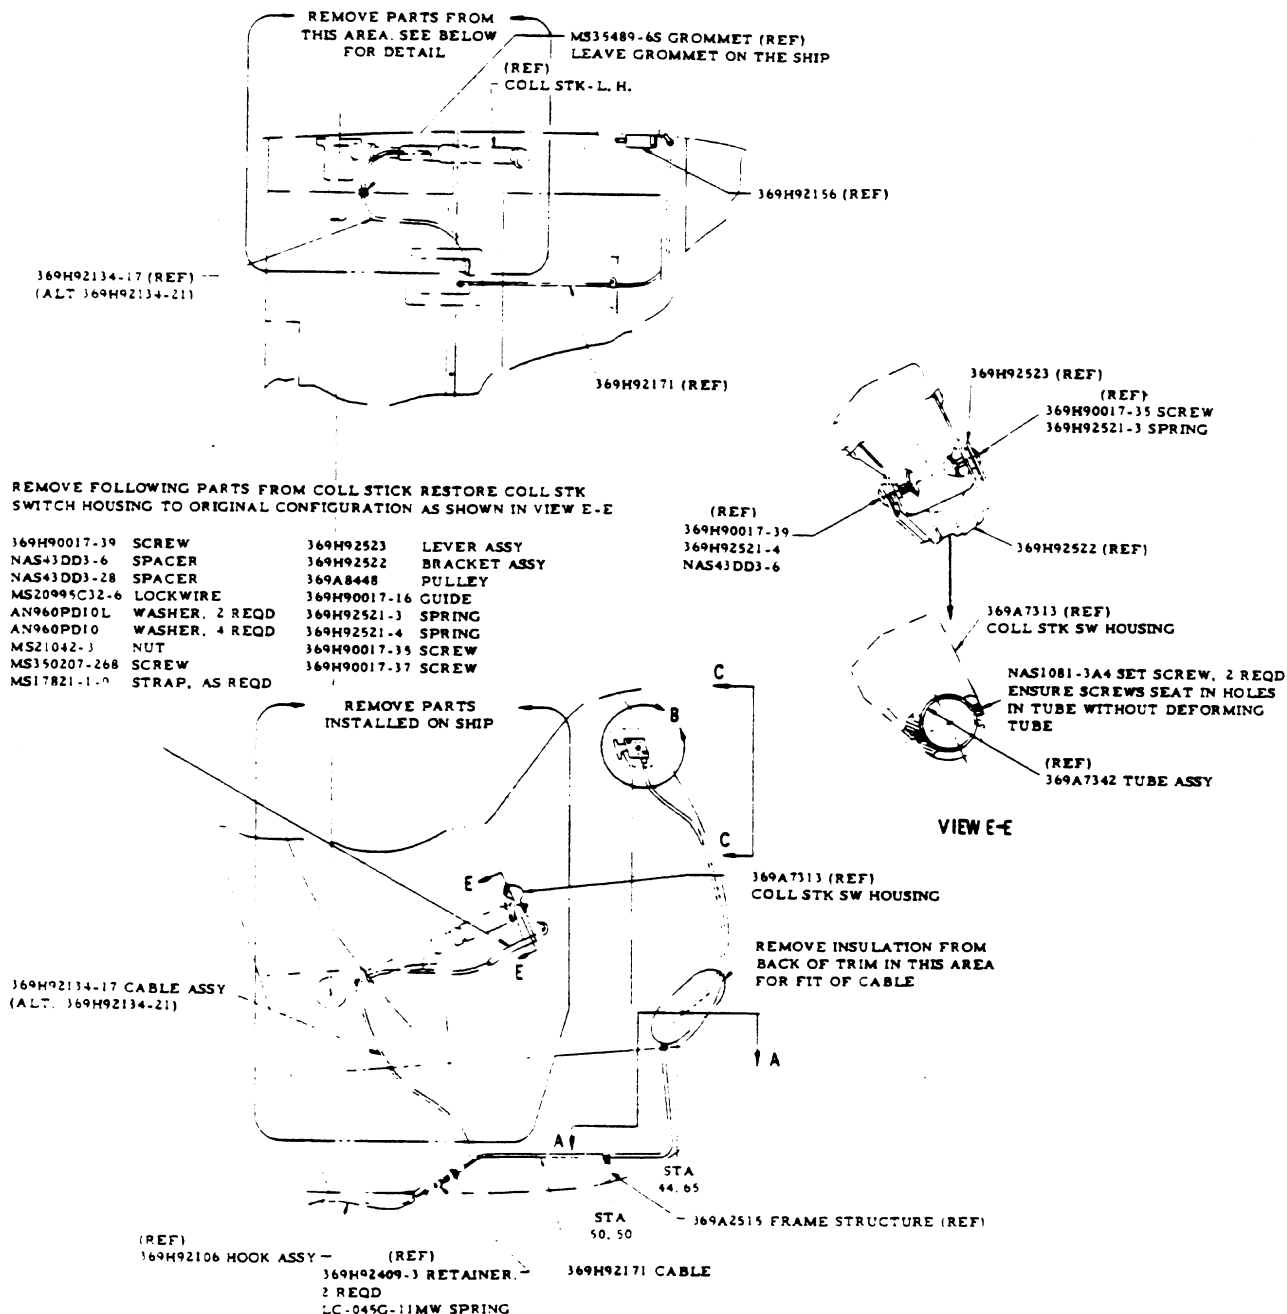 REMOVE PARTS FROM
THIS AREA. SEE BELOW
FOR DETAIL
MS35489-6S GROMMET (REF)
LEAVE GROMMET ON THE SHIP
(REF)
COLL STK-L.H.
369H92156 (REF)
369H92134-17 (REF)
(ALT 369H92134-21)
369H92171 (REF)
369H92523 (REF)
(REF)
369H90017-35 SCREW
369H92521-3 SPRING
REMOVE FOLLOWING PARTS FROM COLL STICK RESTORE COLL STK
SWITCH HOUSING TO ORIGINAL CONFIGURATION AS SHOWN IN VIEW E-E
369H90017-39 SCREW
NAS43DD3-6 SPACER
NAS43DD3-28 SPACER
MS20995C32-6 LOCKWIRE
AN960PD10L WASHER, 2 REQD
AN960PD10 WASHER, 4 REQD
MS21042-3 NUT
MS350207-268 SCREW
MS17821-1-9 STRAP, AS REQD
369H92523 LEVER ASSY
369H92522 BRACKET ASSY
369A8448 PULLEY
369H90017-16 GUIDE
369H92521-3 SPRING
369H92521-4 SPRING
369H90017-35 SCREW
369H90017-37 SCREW
(REF)
369H90017-39
369H92521-4
NAS43DD3-6
369H92522 (REF)
369A7313 (REF)
COLL STK SW HOUSING
NAS1081-3A4 SET SCREW, 2 REQD
ENSURE SCREWS SEAT IN HOLES
IN TUBE WITHOUT DEFORMING
TUBE
(REF)
369A7342 TUBE ASSY
VIEW E-E
REMOVE PARTS
INSTALLED ON SHIP
C
B
C
E
E
369A7313 (REF)
COLL STK SW HOUSING
REMOVE INSULATION FROM
BACK OF TRIM IN THIS AREA
FOR FIT OF CABLE
369H92134-17 CABLE ASSY
(ALT. 369H92134-21)
A
A
STA
44.65
STA
50.50
369A2515 FRAME STRUCTURE (REF)
(REF)
369H92106 HOOK ASSY
(REF)
369H92409-3 RETAINER.
2 REQD
LC-045G-11MW SPRING
369H92171 CABLE